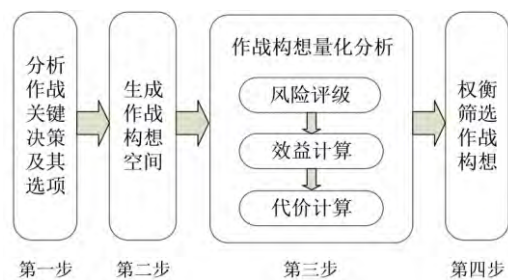 分析
作战
关键
决策
及其
选项
生成
作战
构想
空间
作战构想量化分析
风险评级
效益计算
代价计算
权衡
筛选
作战
构想
第一步
第二步
第三步
第四步